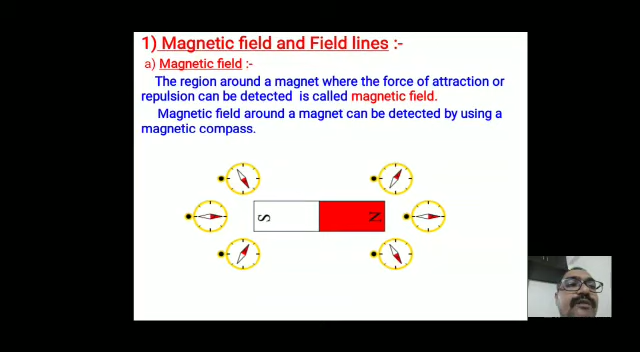 1) Magnetic field and Field lines :-
a) Magnetic field :-
The region around a magnet where the force of attraction or
repulsion can be detected is called magnetic field.
Magnetic field around a magnet can be detected by using a
magnetic compass.
S N